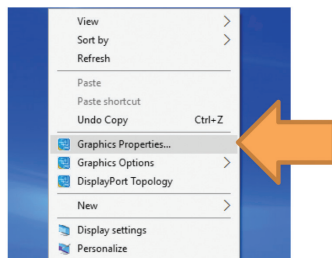 View
Sort by
Refresh
Paste
Paste shortcut
Undo Copy Ctrl+Z
Graphics Properties...
Graphics Options
DisplayPort Topology
New
Display settings
Personalize